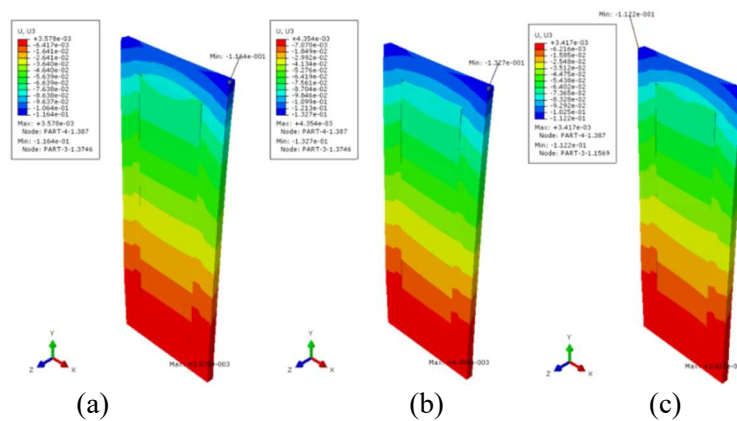 U, U3
+3.578e-03
-6.417e-03
-1.641e-02
-2.641e-02
-3.640e-02
-4.640e-02
-5.639e-02
-6.639e-02
-7.638e-02
-8.638e-02
-9.637e-02
-1.064e-01
-1.164e-01
Max: +3.578e-03
Node: PART-4-1.387
Min: -1.164e-01
Node: PART-3-1.3746
Min: -1.164e-001
Y
Z
X
(a)
U, U3
+4.354e-03
-7.070e-03
-1.849e-02
-2.992e-02
-4.134e-02
-5.276e-02
-6.419e-02
-7.561e-02
-8.704e-02
-9.846e-02
-1.099e-01
-1.213e-01
-1.327e-01
Max: +4.354e-03
Node: PART-4-1.387
Min: -1.327e-01
Node: PART-3-1.3746
Min: -1.327e-001
Y
Z
X
(b)
U, U3
+3.417e-03
-6.216e-03
-1.585e-02
-2.548e-02
-3.512e-02
-4.475e-02
-5.438e-02
-6.402e-02
-7.365e-02
-8.328e-02
-9.292e-02
-1.025e-01
-1.122e-01
Max: +3.417e-03
Node: PART-4-1.387
Min: -1.122e-01
Node: PART-3-1.1569
Min: -1.122e-001
Y
Z
X
(c)